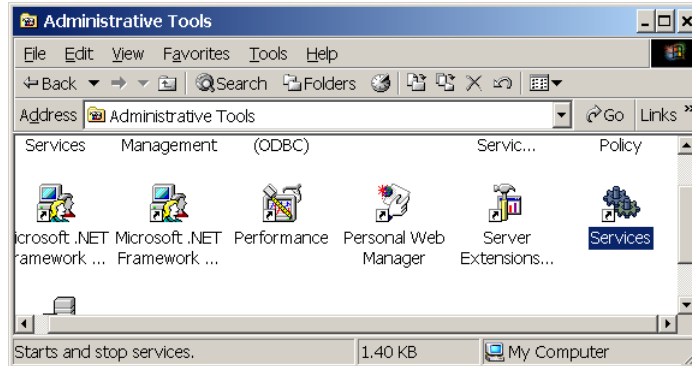 Administrative Tools
File Edit View Favorites Tools Help
Back Search Folders
Address Administrative Tools Go Links »
Services Management (ODBC) Servic... Policy
icrosoft .NET Microsoft .NET Performance Personal Web Server Services
ramework ... Framework ... Manager Extensions...
Starts and stop services. 1.40 KB My Computer